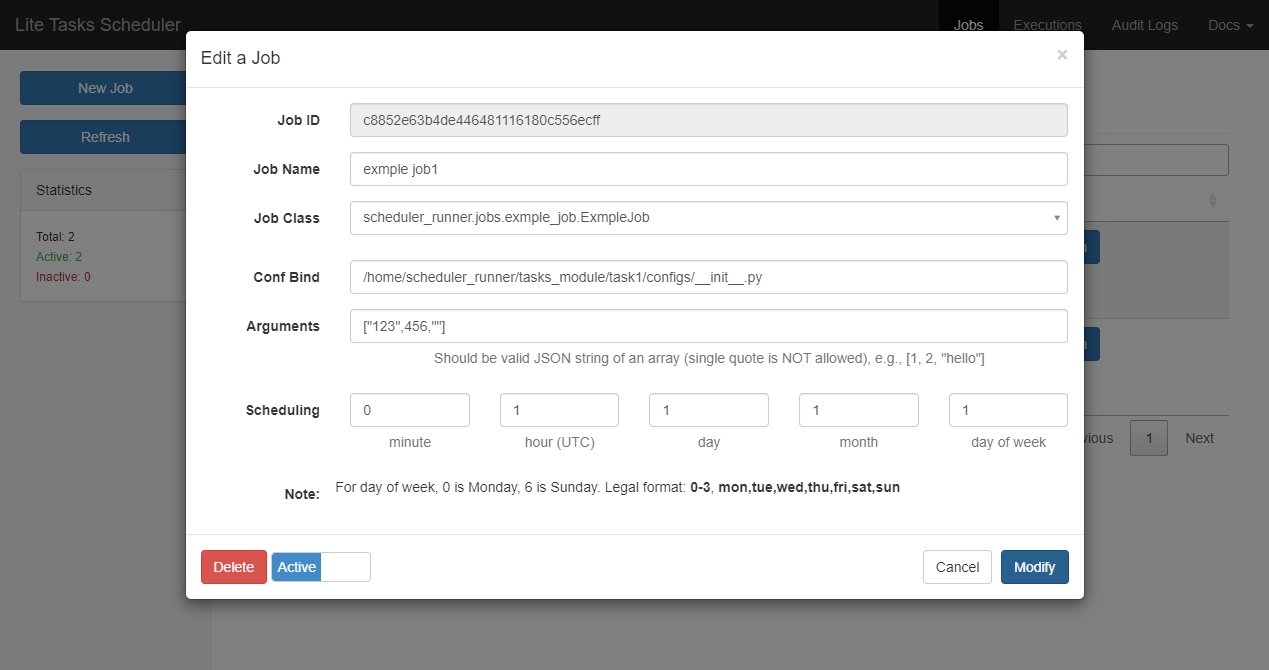 Lite Tasks Scheduler
Jobs
Executions
Audit Logs
Docs
Edit a Job
×
New Job
Refresh
Statistics
Total: 2
Active: 2
Inactive: 0
Job ID
c8852e63b4de446481116180c556ecff
Job Name
exmple job1
Job Class
scheduler_runner.jobs.exmple_job.ExmpleJob
Conf Bind
/home/scheduler_runner/tasks_module/task1/configs/__init__.py
Arguments
["123",456,""]
Should be valid JSON string of an array (single quote is NOT allowed), e.g., [1, 2, "hello"]
Scheduling
0
1
1
1
1
minute
hour (UTC)
day
month
day of week
1
Next
Note:
For day of week, 0 is Monday, 6 is Sunday. Legal format: 0-3, mon,tue,wed,thu,fri,sat,sun
Delete
Active
Cancel
Modify